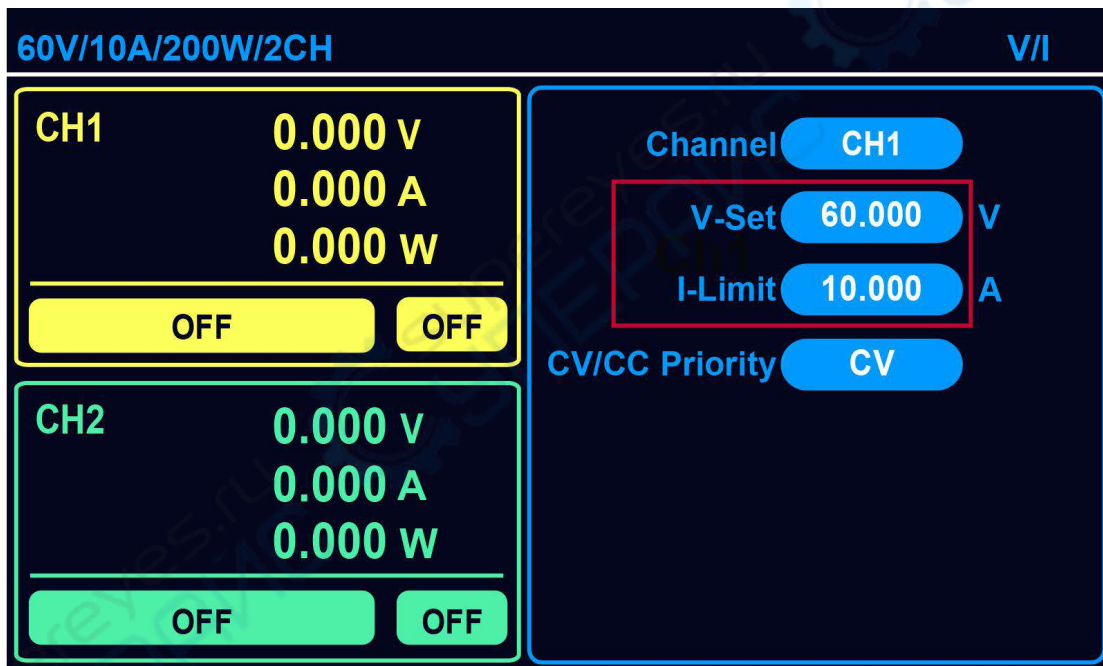 60V/10A/200W/2CH V/I
CH1
0.000 V
0.000 A
0.000 W
OFF OFF
CH2
0.000 V
0.000 A
0.000 W
OFF OFF
Channel CH1
V-Set 60.000 V
I-Limit 10.000 A
CV/CC Priority CV